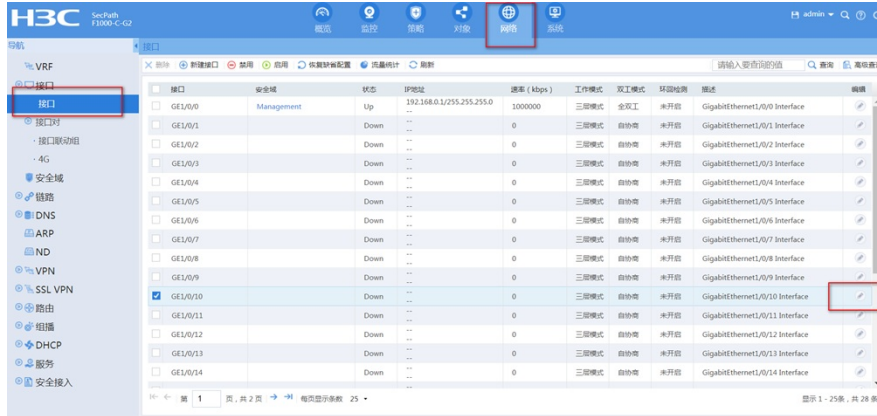 H3C SecPath F1000-C-G2
概览 监控 策略 对象 网络 系统
admin
导航
接口
VRF
接口
接口
接口对
接口联动组
4G
安全域
链路
DNS
ARP
ND
VPN
SSL VPN
路由
组播
DHCP
服务
安全接入
删除 新建接口 禁用 启用 恢复缺省配置 流量统计 刷新 请输入要查询的值 查询 高级查
接口 安全域 状态 IP地址 速率（kbps） 工作模式 双工模式 环回检测 描述 编辑
GE1/0/0 Management Up 192.168.0.1/255.255.255.0 1000000 三层模式 全双工 未开启 GigabitEthernet1/0/0 Interface
--
GE1/0/1 Down -- 0 三层模式 自协商 未开启 GigabitEthernet1/0/1 Interface
--
GE1/0/2 Down -- 0 三层模式 自协商 未开启 GigabitEthernet1/0/2 Interface
--
GE1/0/3 Down -- 0 三层模式 自协商 未开启 GigabitEthernet1/0/3 Interface
--
GE1/0/4 Down -- 0 三层模式 自协商 未开启 GigabitEthernet1/0/4 Interface
--
GE1/0/5 Down -- 0 三层模式 自协商 未开启 GigabitEthernet1/0/5 Interface
--
GE1/0/6 Down -- 0 三层模式 自协商 未开启 GigabitEthernet1/0/6 Interface
--
GE1/0/7 Down -- 0 三层模式 自协商 未开启 GigabitEthernet1/0/7 Interface
--
GE1/0/8 Down -- 0 三层模式 自协商 未开启 GigabitEthernet1/0/8 Interface
--
GE1/0/9 Down -- 0 三层模式 自协商 未开启 GigabitEthernet1/0/9 Interface
--
GE1/0/10 Down -- 0 三层模式 自协商 未开启 GigabitEthernet1/0/10 Interface
--
GE1/0/11 Down -- 0 三层模式 自协商 未开启 GigabitEthernet1/0/11 Interface
--
GE1/0/12 Down -- 0 三层模式 自协商 未开启 GigabitEthernet1/0/12 Interface
--
GE1/0/13 Down -- 0 三层模式 自协商 未开启 GigabitEthernet1/0/13 Interface
--
GE1/0/14 Down -- 0 三层模式 自协商 未开启 GigabitEthernet1/0/14 Interface
--
第 1 页，共 2 页 每页显示条数 25 显示 1 - 25条，共 28 条